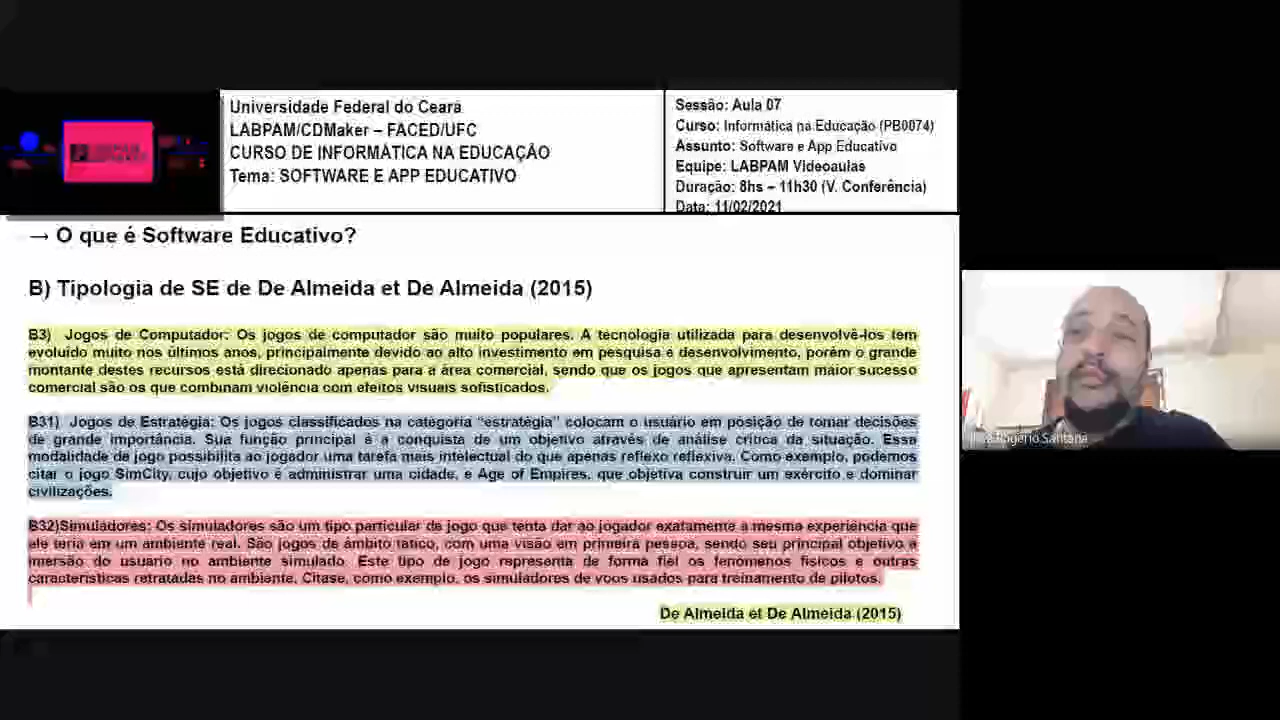 Universidade Federal do Ceará
LABPAM/CDMaker – FACED/UFC
CURSO DE INFORMÁTICA NA EDUCAÇÃO
Tema: SOFTWARE E APP EDUCATIVO
Sessão: Aula 07
Curso: Informática na Educação (PB0074)
Assunto: Software e App Educativo
Equipe: LABPAM Videoaulas
Duração: 8hs – 11h30 (V. Conferência)
Data: 11/02/2021
→ O que é Software Educativo?
B) Tipologia de SE de De Almeida et De Almeida (2015)
B3) Jogos de Computador: Os jogos de computador são muito populares. A tecnologia utilizada para desenvolvê-los tem
evoluído muito nos últimos anos, principalmente devido ao alto investimento em pesquisa e desenvolvimento, porém o grande
montante destes recursos está direcionado apenas para a área comercial, sendo que os jogos que apresentam maior sucesso
comercial são os que combinam violência com efeitos visuais sofisticados.
B31) Jogos de Estratégia: Os jogos classificados na categoria “estratégia” colocam o usuário em posição de tomar decisões
de grande importância. Sua função principal é a conquista de um objetivo através de análise crítica da situação. Essa
modalidade de jogo possibilita ao jogador uma tarefa mais intelectual do que apenas reflexo reflexiva. Como exemplo, podemos
citar o jogo SimCity, cujo objetivo é administrar uma cidade, e Age of Empires, que objetiva construir um exército e dominar
civilizações.
B32)Simuladores: Os simuladores são um tipo particular de jogo que tenta dar ao jogador exatamente a mesma experiência que
ele teria em um ambiente real. São jogos de âmbito tático, com uma visão em primeira pessoa, sendo seu principal objetivo a
imersão do usuário no ambiente simulado. Este tipo de jogo representa de forma fiel os fenômenos físicos e outras
características retratadas no ambiente. Citase, como exemplo, os simuladores de voos usados para treinamento de pilotos.
De Almeida et De Almeida (2015)
Rogério Santana